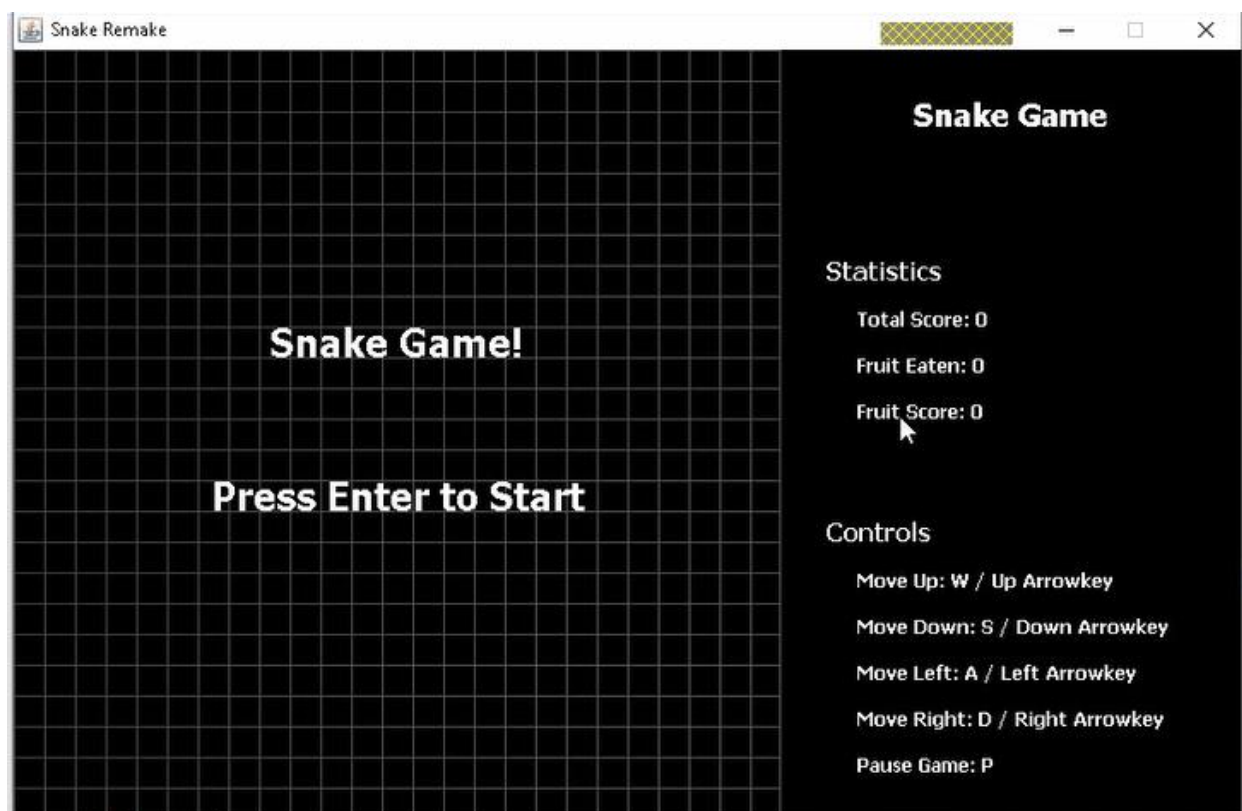 Snake Remake
Snake Game!
Press Enter to Start
Snake Game
Statistics
Total Score: 0
Fruit Eaten: 0
Fruit Score: 0
Controls
Move Up: W / Up Arrowkey
Move Down: S / Down Arrowkey
Move Left: A / Left Arrowkey
Move Right: D / Right Arrowkey
Pause Game: P